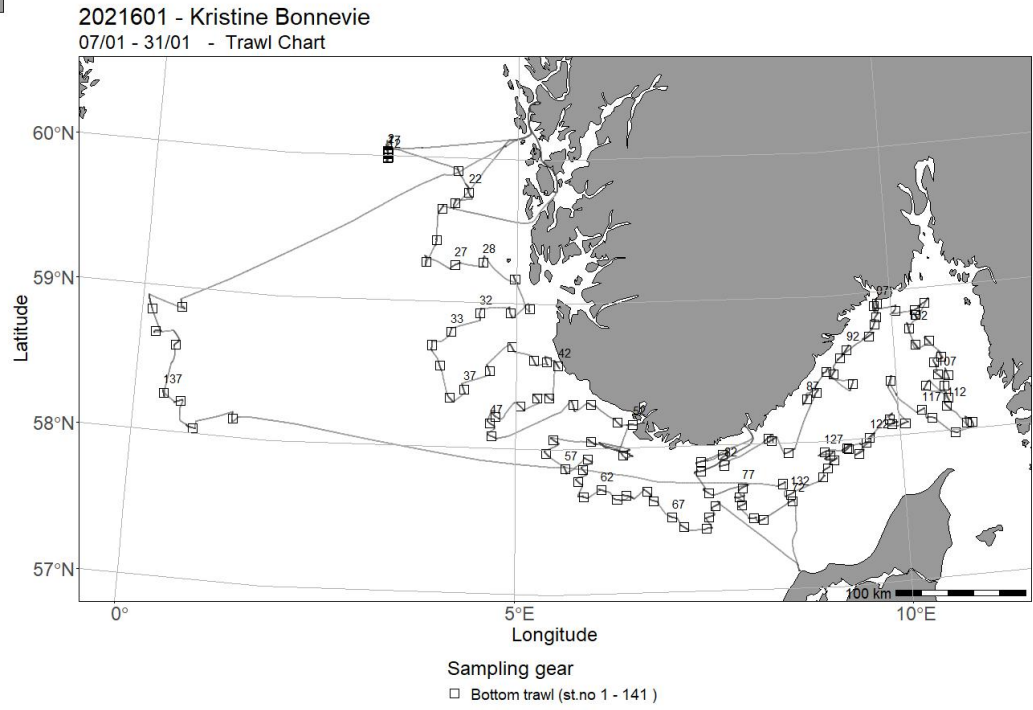 2021601 - Kristine Bonnevie
07/01 - 31/01 - Trawl Chart
60°N
59°N
58°N
57°N
Latitude
22
27
28
32
33
37
42
47
57
62
67
77
82
87
92
97
107
112
117
122
127
132
137
100 km
0°
5°E
10°E
Longitude
Sampling gear
Bottom trawl (st.no 1 - 141 )